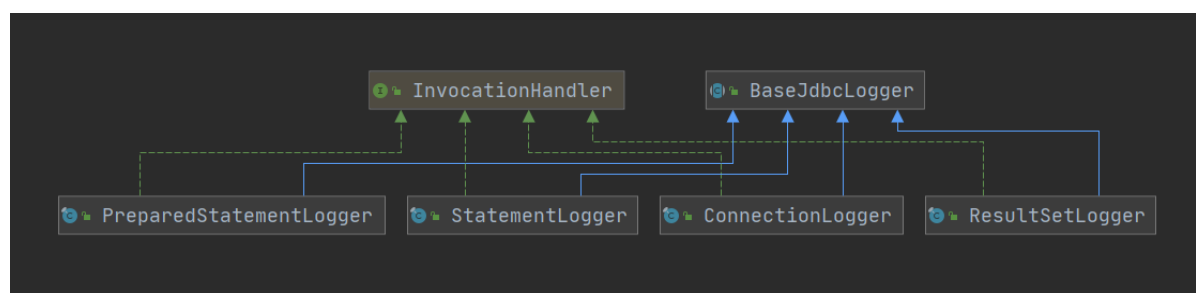 InvocationHandler
BaseJdbcLogger
PreparedStatementLogger
StatementLogger
ConnectionLogger
ResultSetLogger